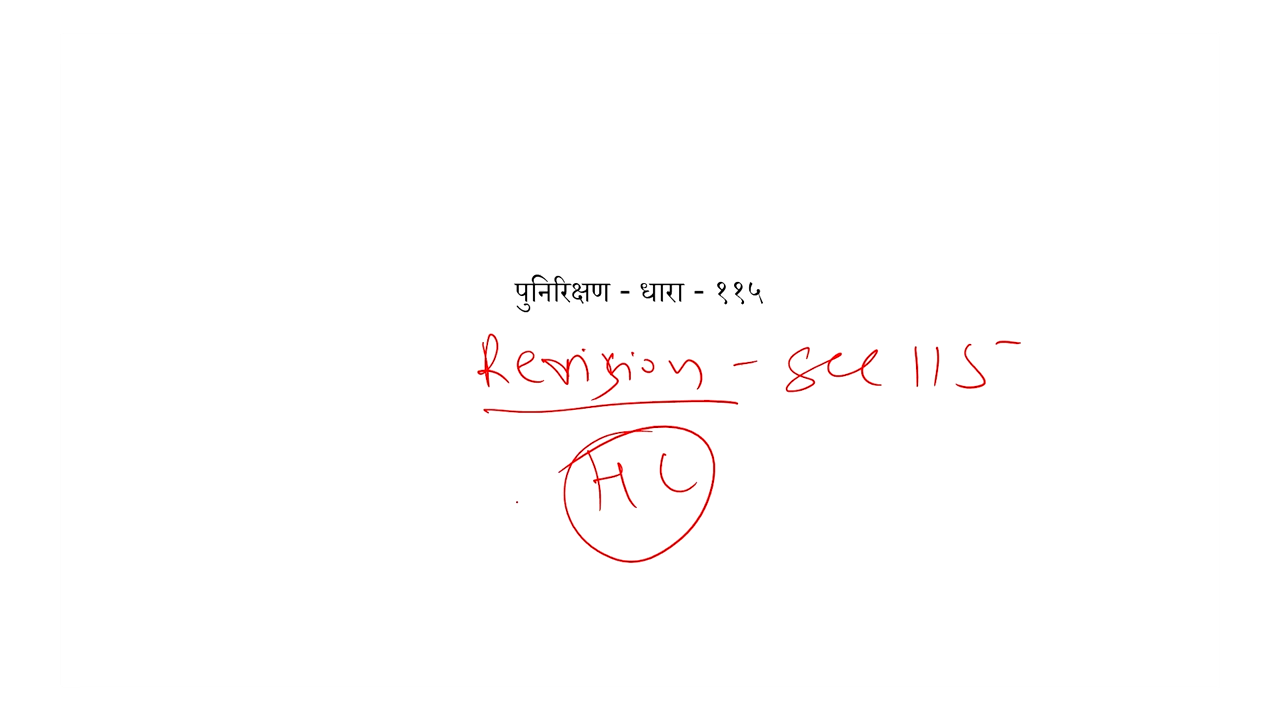 पुनिरिक्षण - धारा - ११५
Revision - sec 115
HC